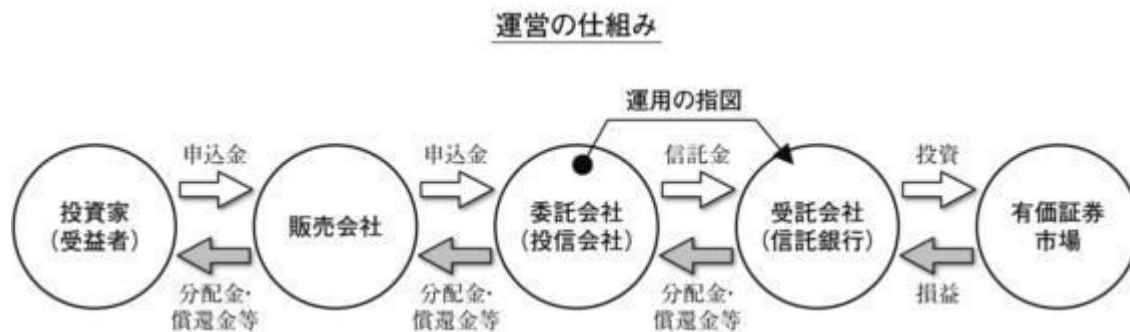 運営の仕組み
運用の指図
申込金
申込金
信託金
投資
投資家
(受益者)
販売会社
委託会社
(投信会社)
受託会社
(信託銀行)
有価証券
市場
分配金・
償還金等
分配金・
償還金等
分配金・
償還金等
損益